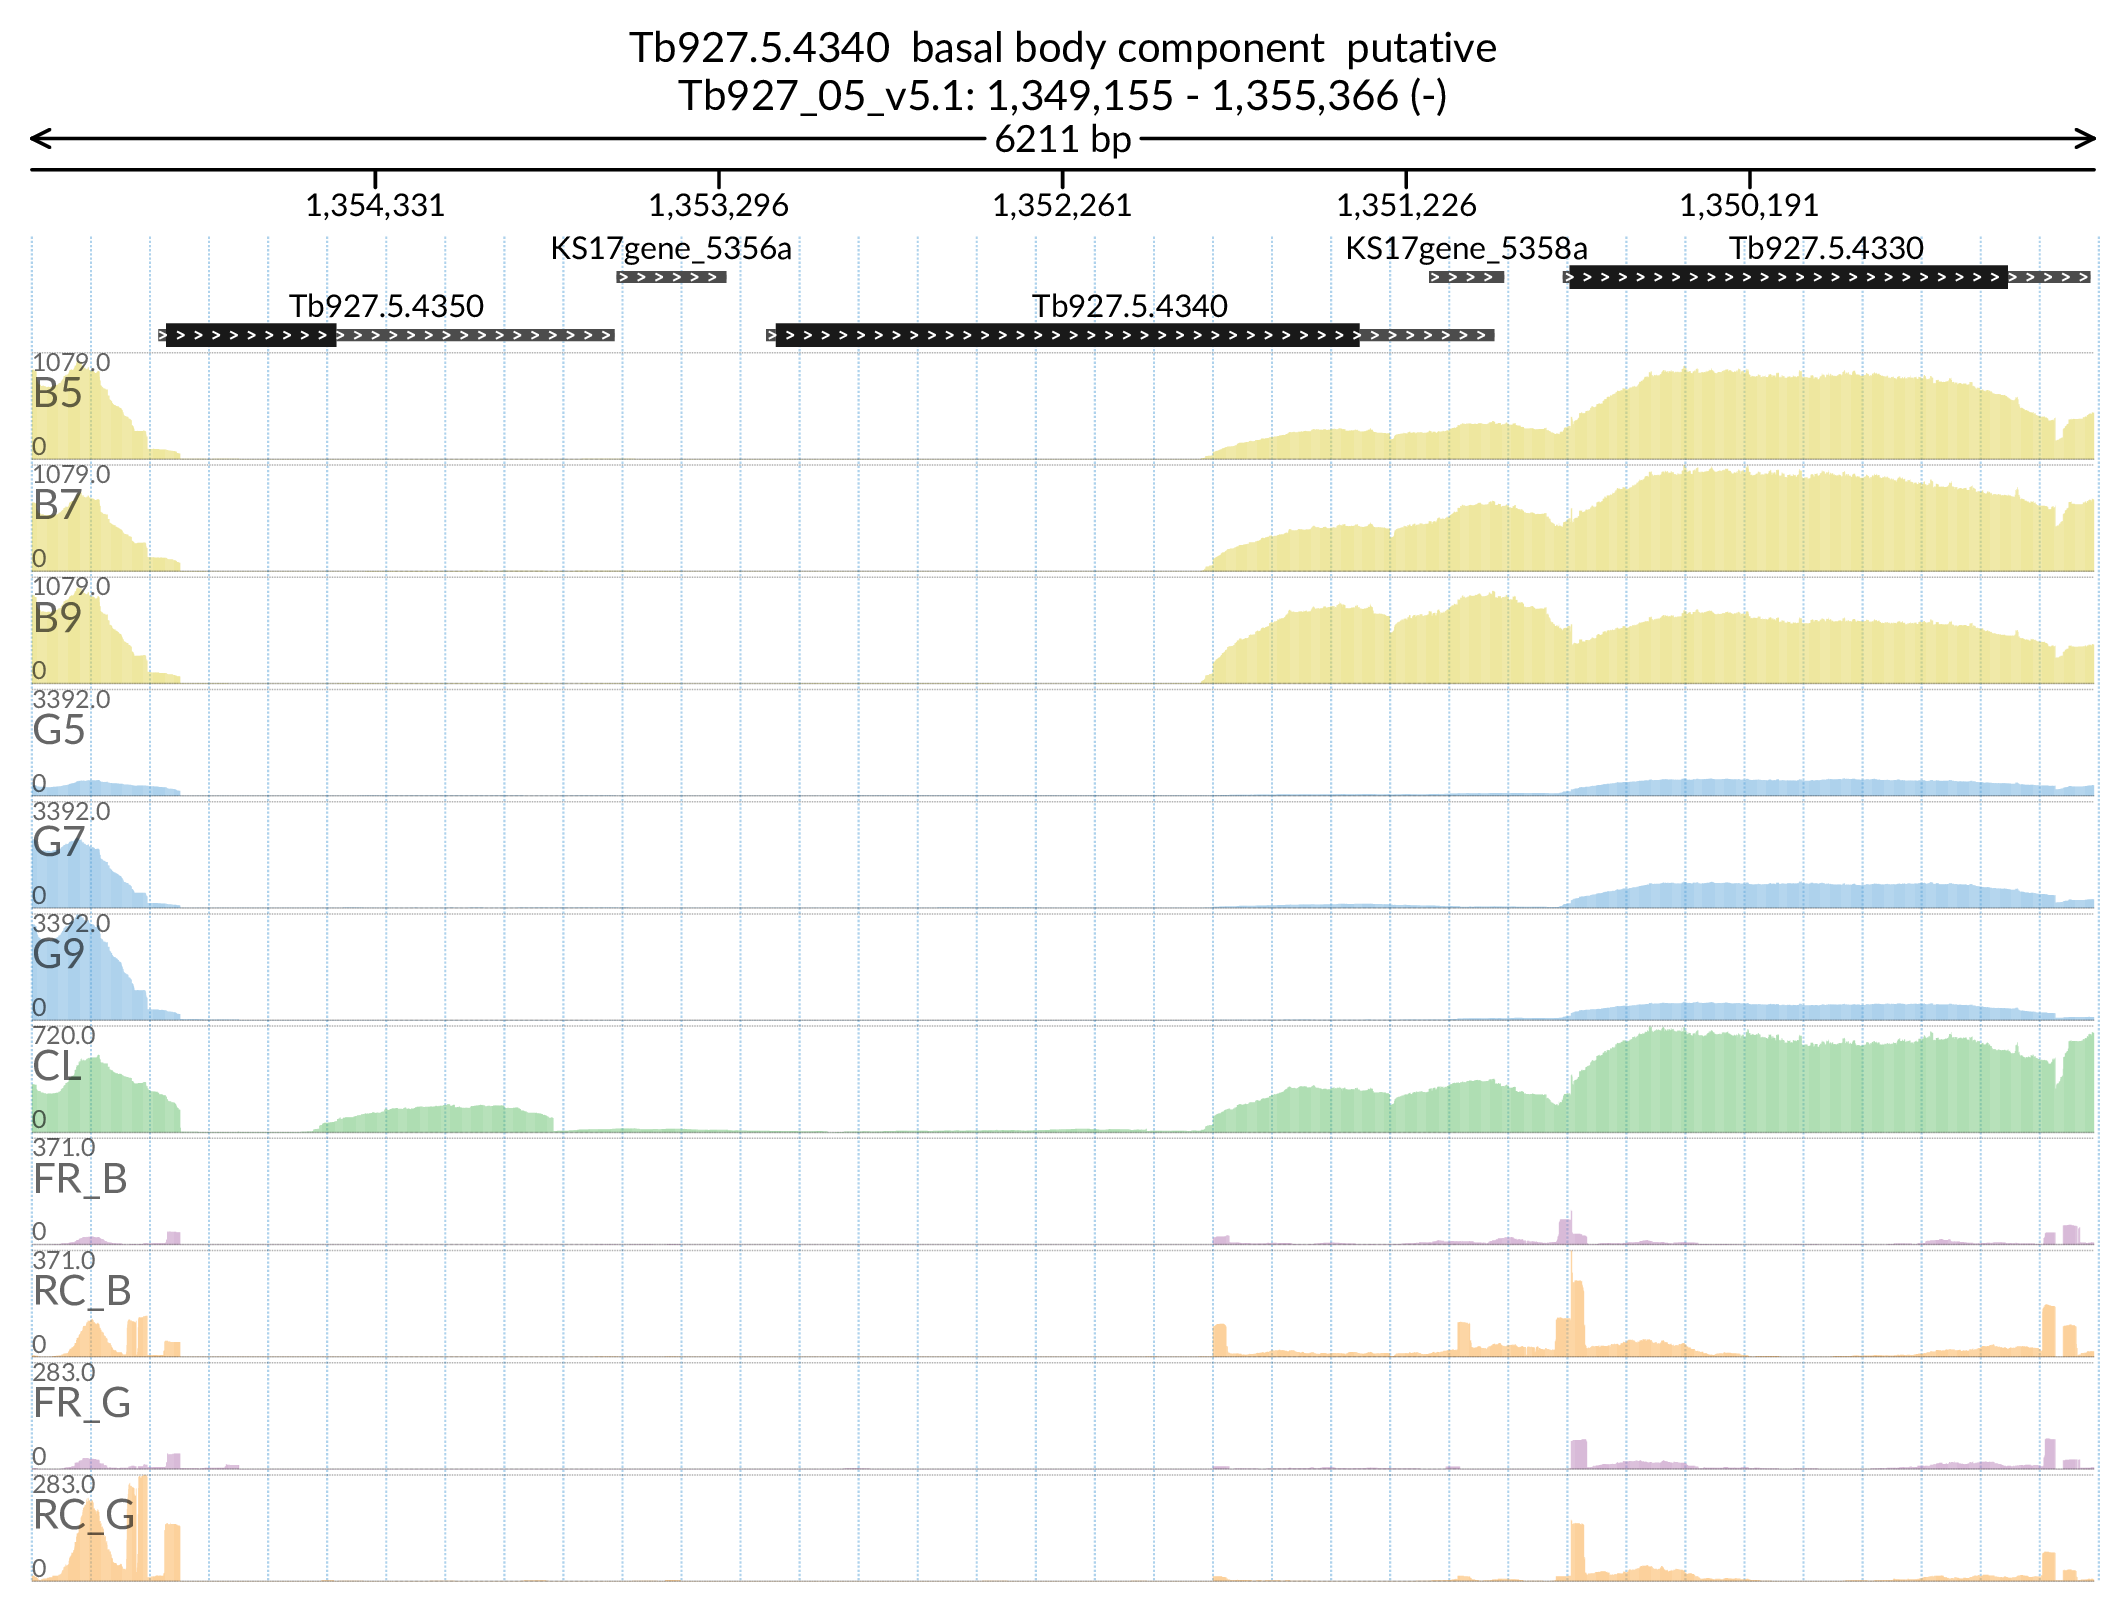 Tb927.5.4340 basal body component putative
Tb927_05_v5.1: 1,349,155 - 1,355,366 (-)
6211 bp
1,354,331 1,353,296 1,352,261 1,351,226 1,350,191
KS17gene_5356a KS17gene_5358a Tb927.5.4330
Tb927.5.4350 Tb927.5.4340
1079.0
B5
0
1079.0
B7
0
1079.0
B9
0
3392.0
G5
0
3392.0
G7
0
3392.0
G9
0
720.0
CL
0
371.0
FR_B
0
371.0
RC_B
0
283.0
FR_G
0
283.0
RC_G
0